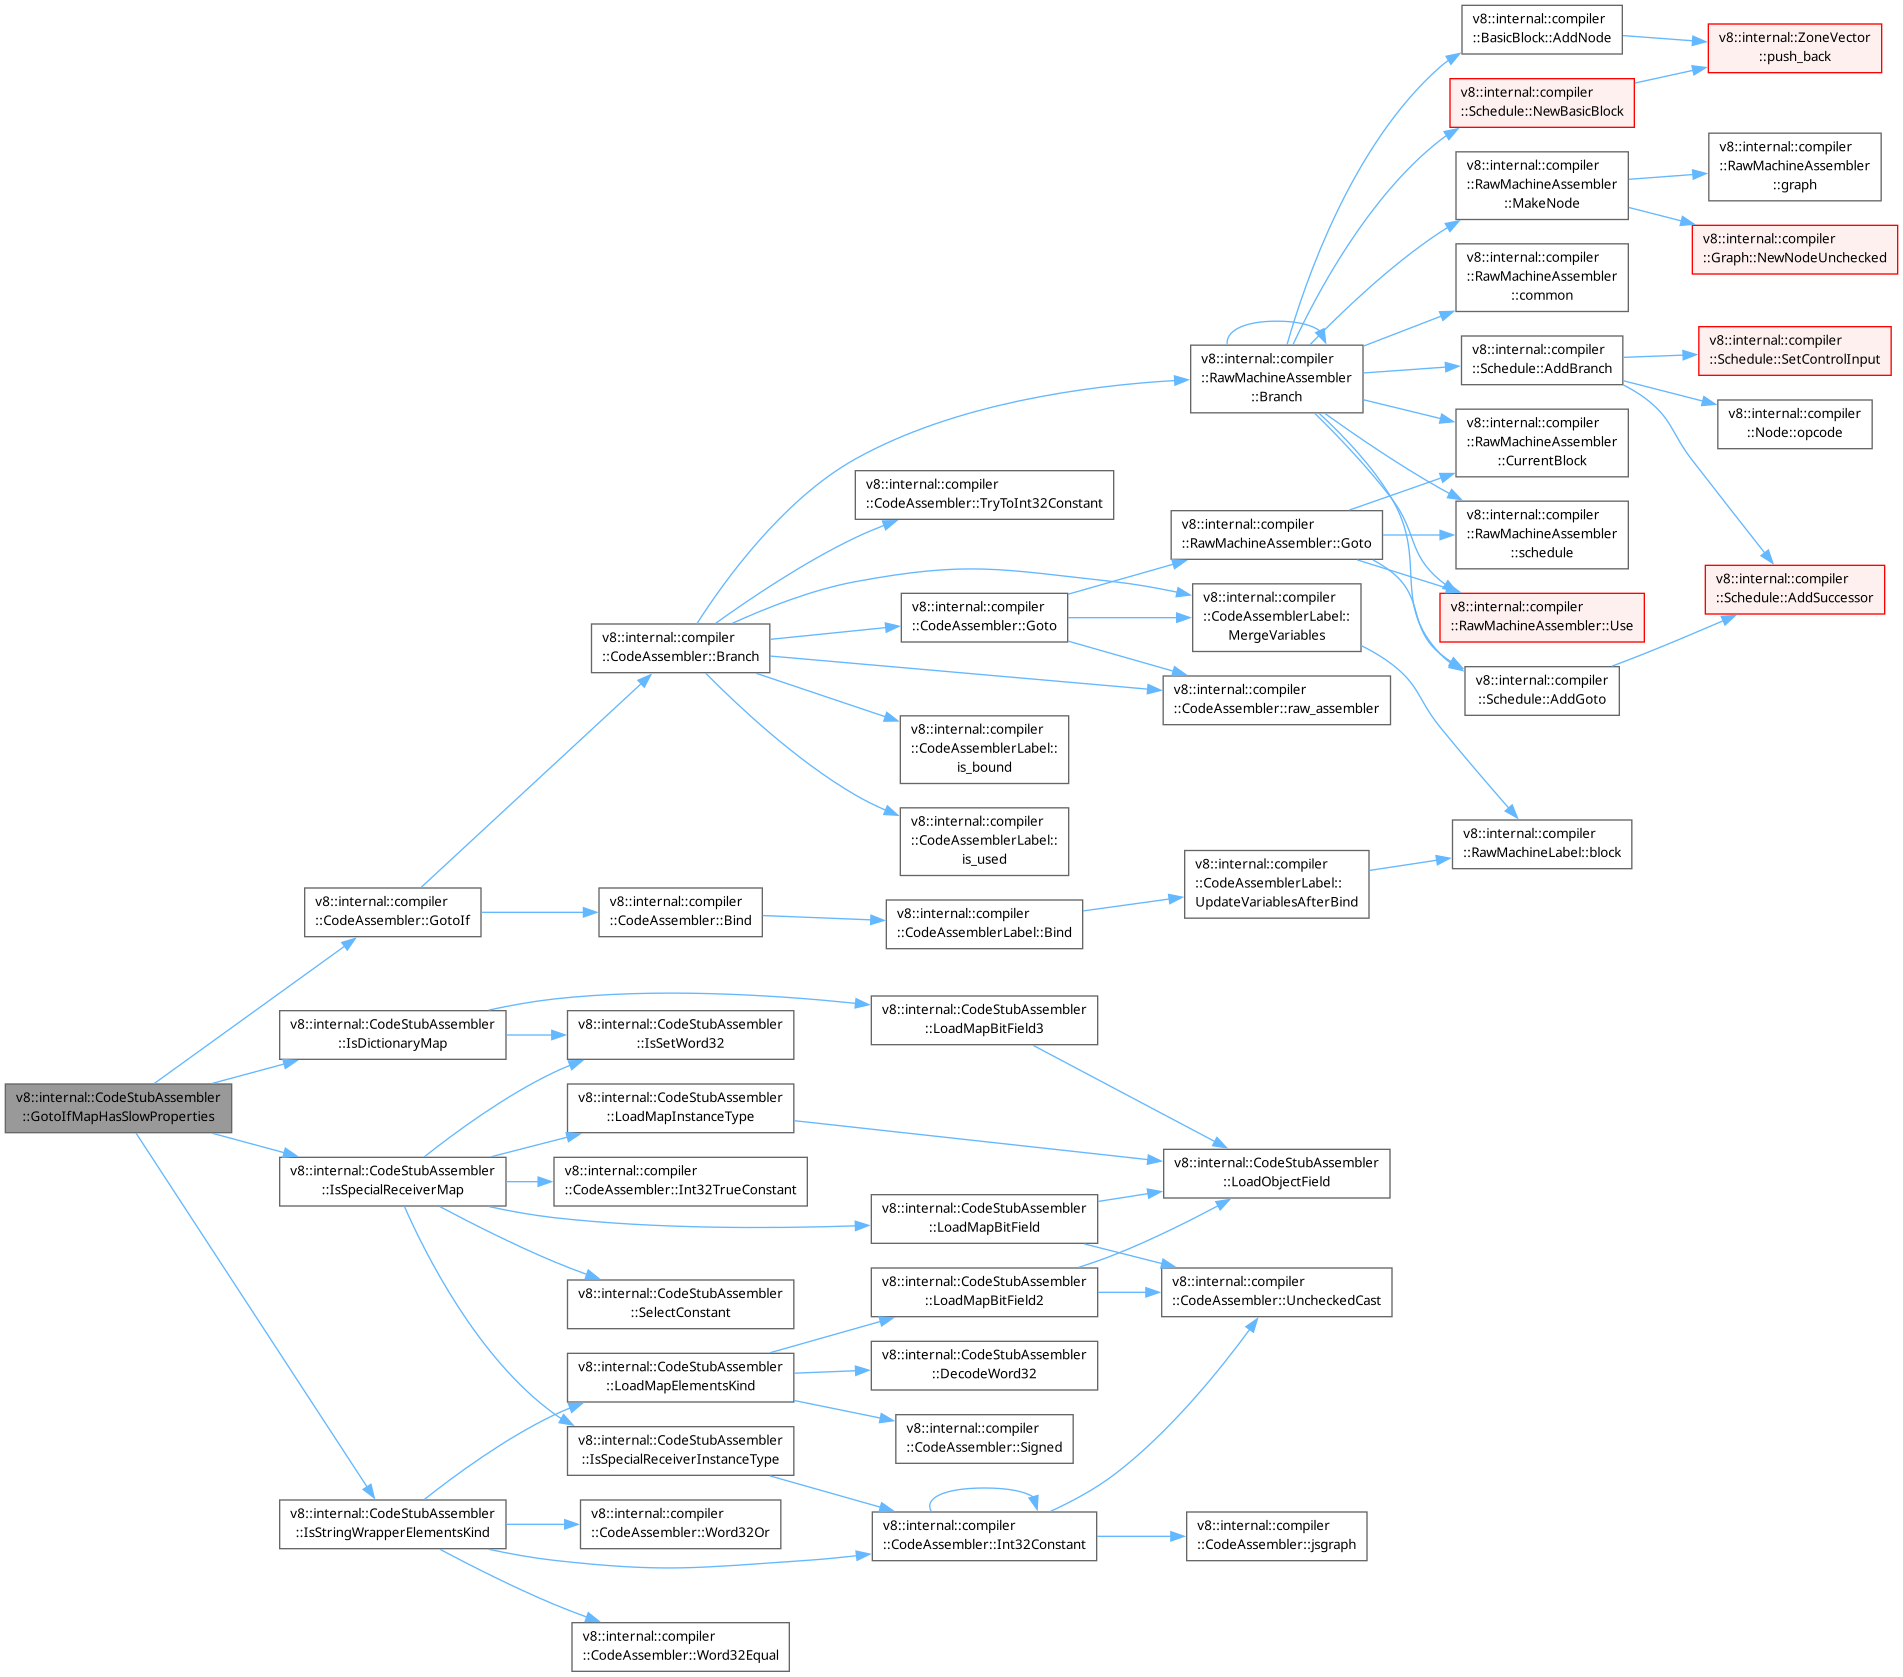 v8::internal::compiler
::BasicBlock::AddNode
v8::internal::ZoneVector
::push_back
v8::internal::compiler
::Schedule::NewBasicBlock
v8::internal::compiler
::RawMachineAssembler
::graph
v8::internal::compiler
::RawMachineAssembler
::MakeNode
v8::internal::compiler
::Graph::NewNodeUnchecked
v8::internal::compiler
::RawMachineAssembler
::common
v8::internal::compiler
::Schedule::SetControlInput
v8::internal::compiler
::Schedule::AddBranch
v8::internal::compiler
::RawMachineAssembler
::Branch
v8::internal::compiler
::Node::opcode
v8::internal::compiler
::RawMachineAssembler
::CurrentBlock
v8::internal::compiler
::CodeAssembler::TryToInt32Constant
v8::internal::compiler
::RawMachineAssembler::Goto
v8::internal::compiler
::RawMachineAssembler
::schedule
v8::internal::compiler
::Schedule::AddSuccessor
v8::internal::compiler
::CodeAssembler::Goto
v8::internal::compiler
::CodeAssemblerLabel::
MergeVariables
v8::internal::compiler
::RawMachineAssembler::Use
v8::internal::compiler
::CodeAssembler::Branch
v8::internal::compiler
::CodeAssembler::raw_assembler
v8::internal::compiler
::Schedule::AddGoto
v8::internal::compiler
::CodeAssemblerLabel::
is_bound
v8::internal::compiler
::CodeAssemblerLabel::
is_used
v8::internal::compiler
::RawMachineLabel::block
v8::internal::compiler
::CodeAssemblerLabel::
UpdateVariablesAfterBind
v8::internal::compiler
::CodeAssembler::GotoIf
v8::internal::compiler
::CodeAssembler::Bind
v8::internal::compiler
::CodeAssemblerLabel::Bind
v8::internal::CodeStubAssembler
::LoadMapBitField3
v8::internal::CodeStubAssembler
::IsDictionaryMap
v8::internal::CodeStubAssembler
::IsSetWord32
v8::internal::CodeStubAssembler
::GotoIfMapHasSlowProperties
v8::internal::CodeStubAssembler
::LoadMapInstanceType
v8::internal::CodeStubAssembler
::IsSpecialReceiverMap
v8::internal::compiler
::CodeAssembler::Int32TrueConstant
v8::internal::CodeStubAssembler
::LoadObjectField
v8::internal::CodeStubAssembler
::LoadMapBitField
v8::internal::CodeStubAssembler
::LoadMapBitField2
v8::internal::compiler
::CodeAssembler::UncheckedCast
v8::internal::CodeStubAssembler
::SelectConstant
v8::internal::CodeStubAssembler
::LoadMapElementsKind
v8::internal::CodeStubAssembler
::DecodeWord32
v8::internal::compiler
::CodeAssembler::Signed
v8::internal::CodeStubAssembler
::IsSpecialReceiverInstanceType
v8::internal::CodeStubAssembler
::IsStringWrapperElementsKind
v8::internal::compiler
::CodeAssembler::Word32Or
v8::internal::compiler
::CodeAssembler::Int32Constant
v8::internal::compiler
::CodeAssembler::jsgraph
v8::internal::compiler
::CodeAssembler::Word32Equal